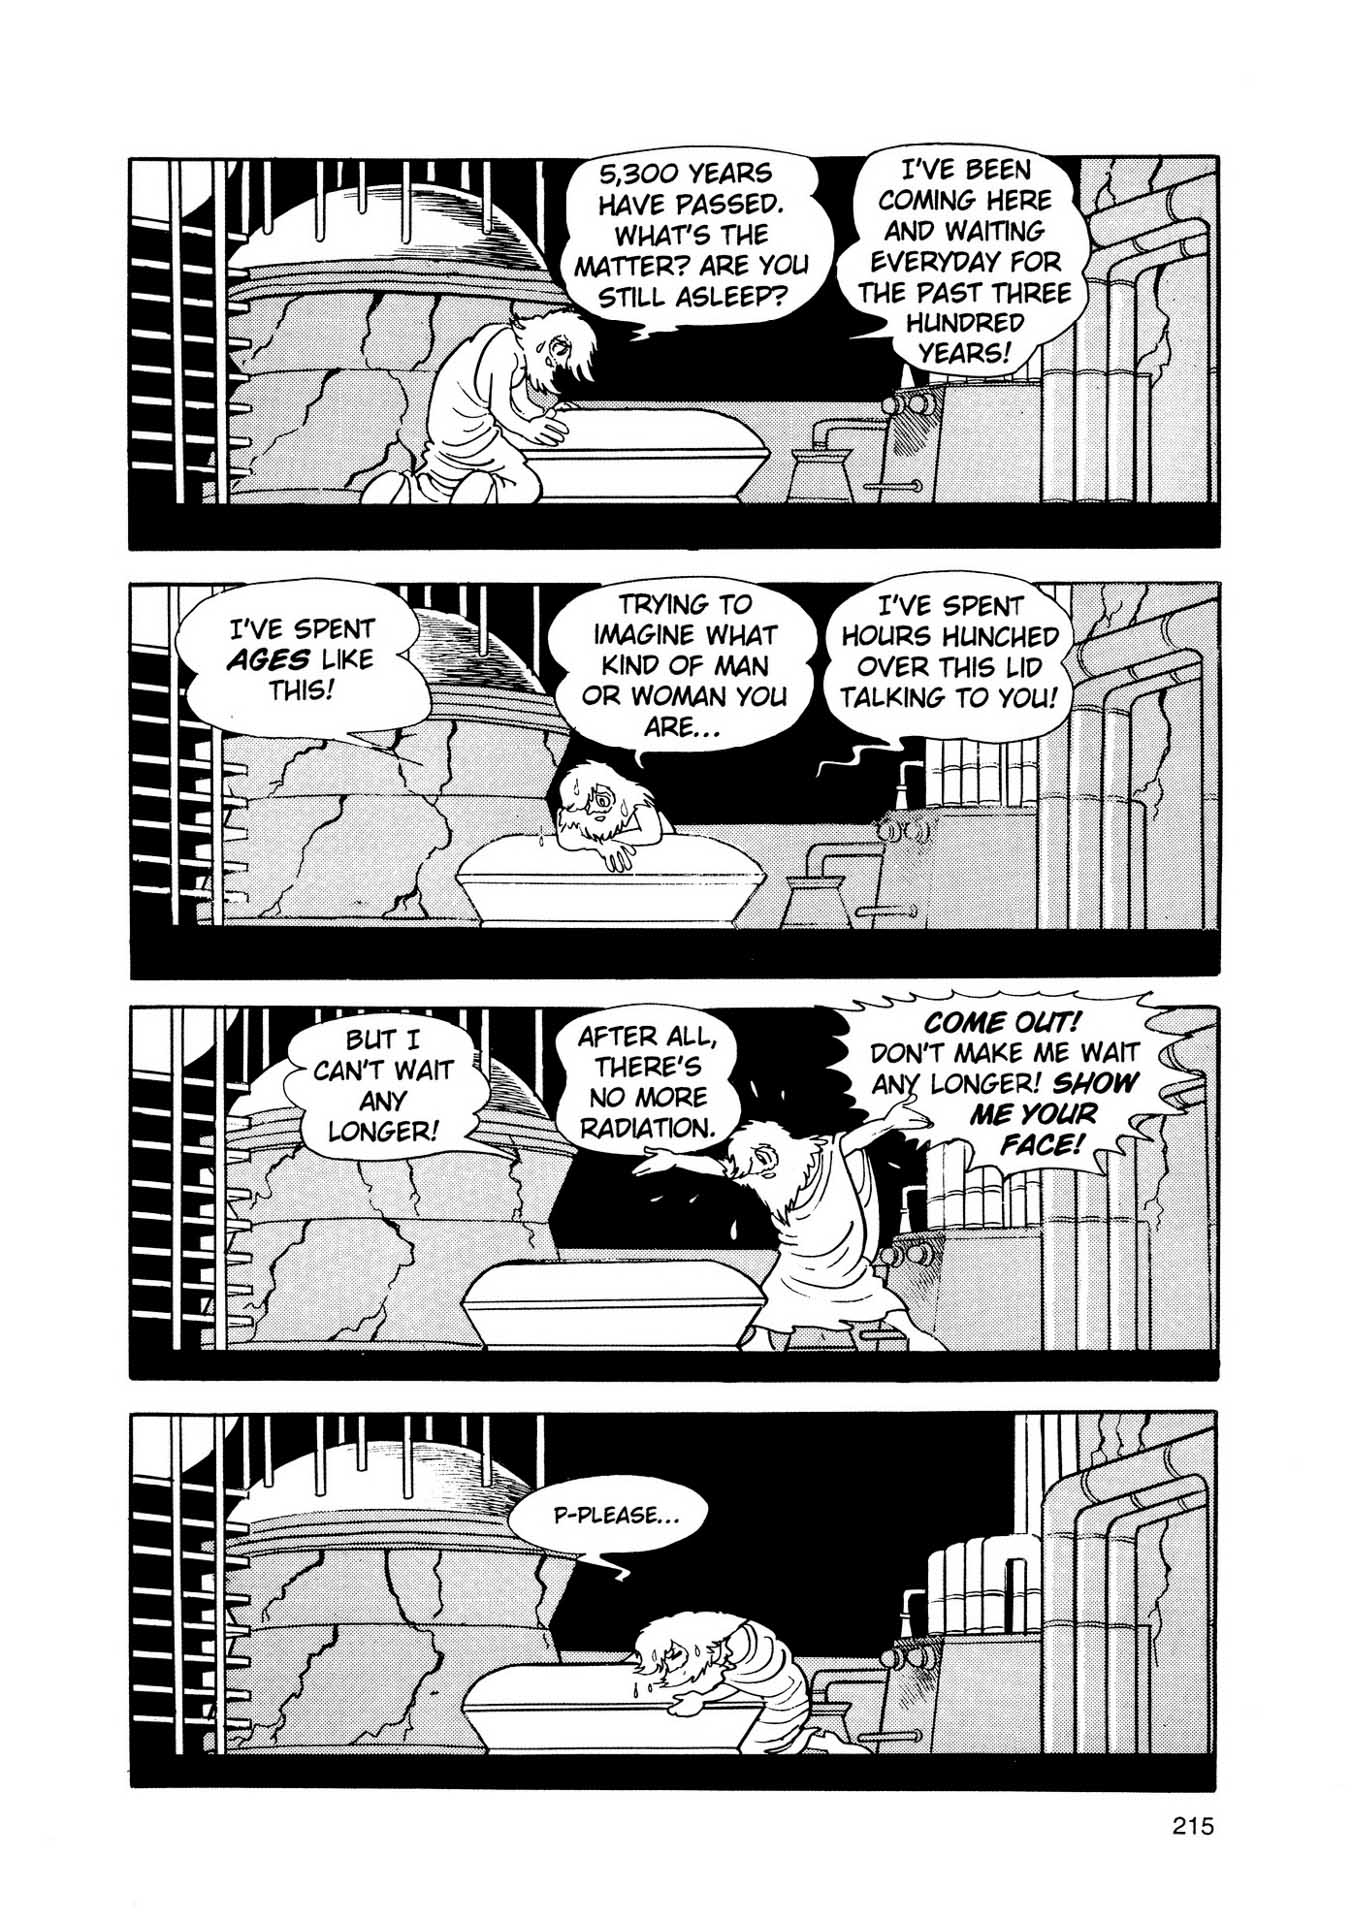 5,300 YEARS
HAVE PASSED.
WHAT'S THE
MATTER? ARE YOU
STILL ASLEEP?
I'VE BEEN
COMING HERE
AND WAITING
EVERYDAY FOR
THE PAST THREE
HUNDRED
YEARS!
I'VE SPENT
AGES LIKE
THIS!
TRYING TO
IMAGINE WHAT
KIND OF MAN
OR WOMAN YOU
ARE...
I'VE SPENT
HOURS HUNCHED
OVER THIS LID
TALKING TO YOU!
BUT I
CAN'T WAIT
ANY
LONGER!
AFTER ALL,
THERE'S
NO MORE
RADIATION.
COME OUT!
DON'T MAKE ME WAIT
ANY LONGER! SHOW
ME YOUR
FACE!
P-PLEASE...
215